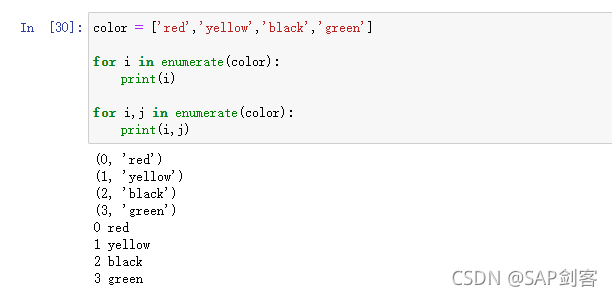 In [30]: color = ['red','yellow','black','green']
for i in enumerate(color):
    print(i)
for i,j in enumerate(color):
    print(i,j)
(0, 'red')
(1, 'yellow')
(2, 'black')
(3, 'green')
0 red
1 yellow
2 black
3 green
CSDN @SAP剑客